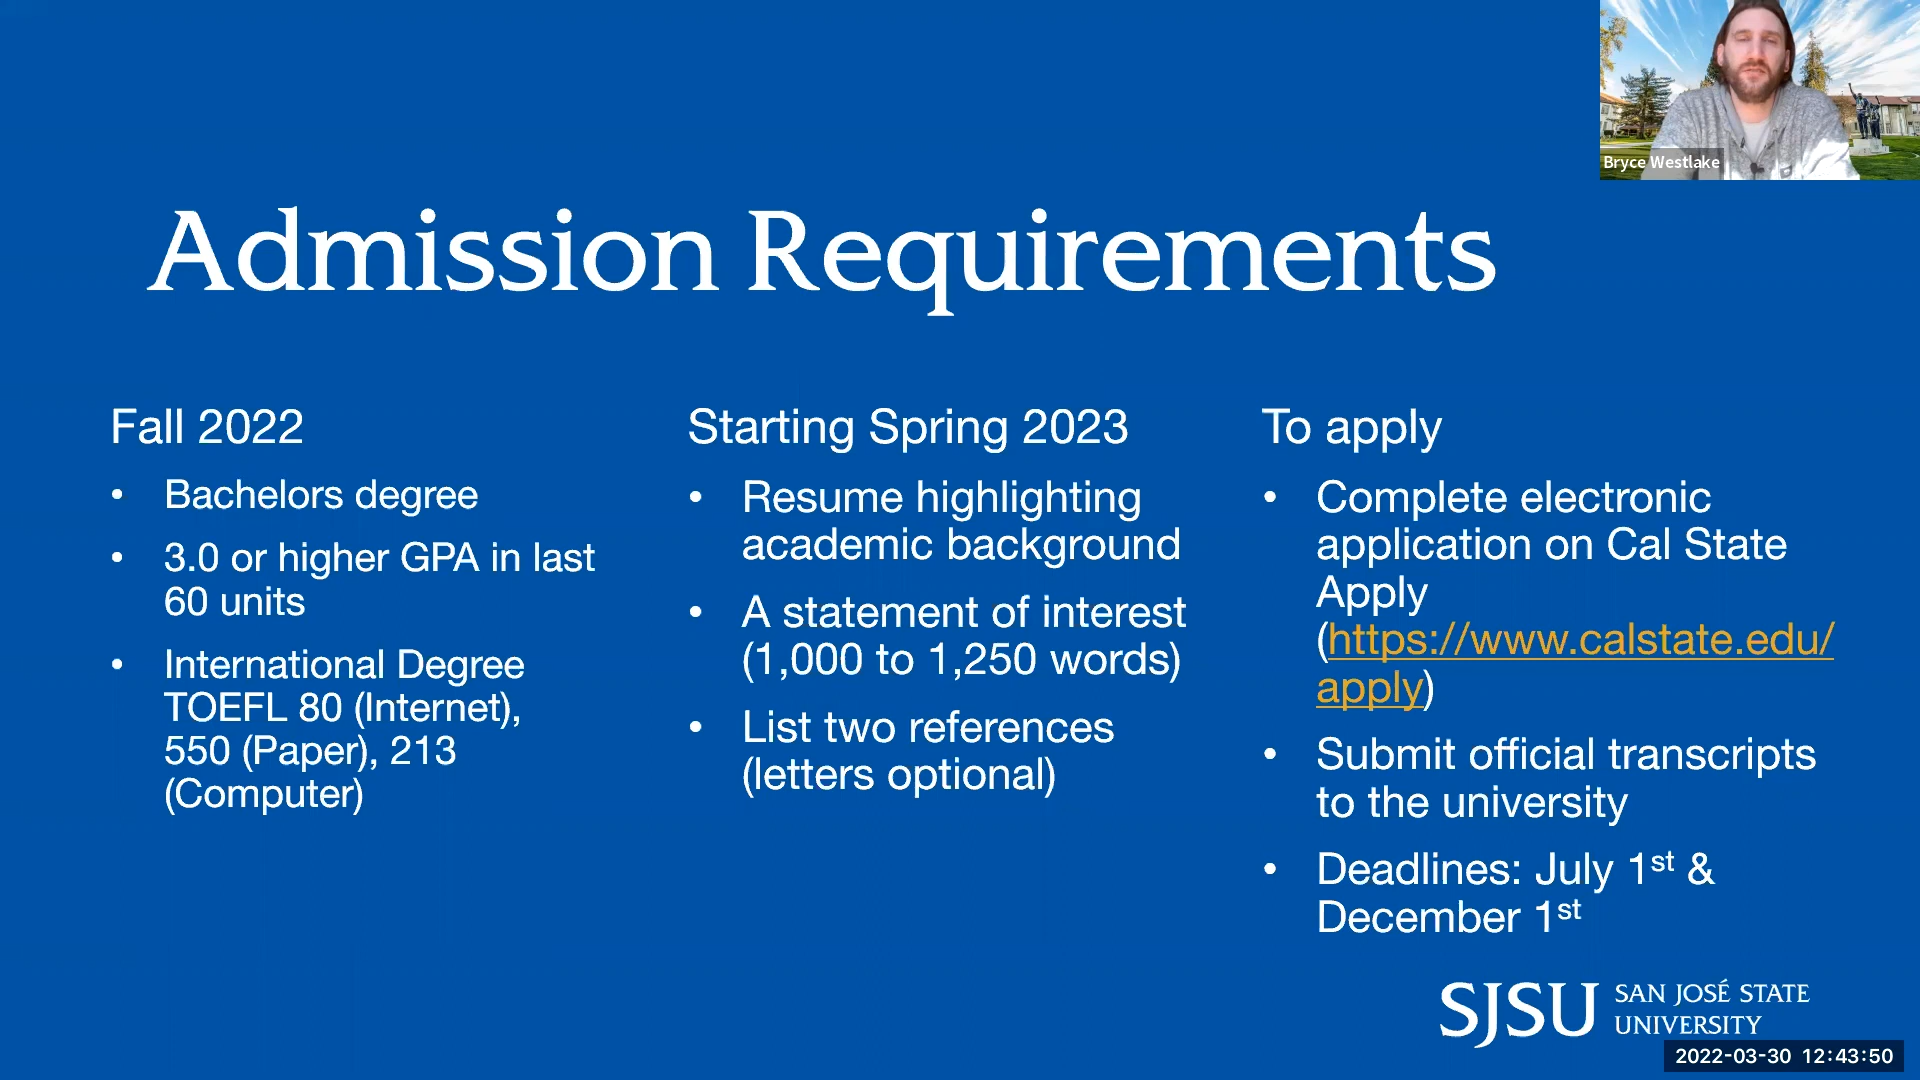 Bryce Westlake
Admission Requirements
Fall 2022
• Bachelors degree
• 3.0 or higher GPA in last
60 units
• International Degree
TOEFL 80 (Internet),
550 (Paper), 213
(Computer)
Starting Spring 2023
• Resume highlighting
academic background
• A statement of interest
(1,000 to 1,250 words)
• List two references
(letters optional)
To apply
• Complete electronic
application on Cal State
Apply
(https://www.calstate.edu/
apply)
• Submit official transcripts
to the university
• Deadlines: July 1st &
December 1st
SJSU SAN JOSÉ STATE
UNIVERSITY
2022-03-30 12:43:50